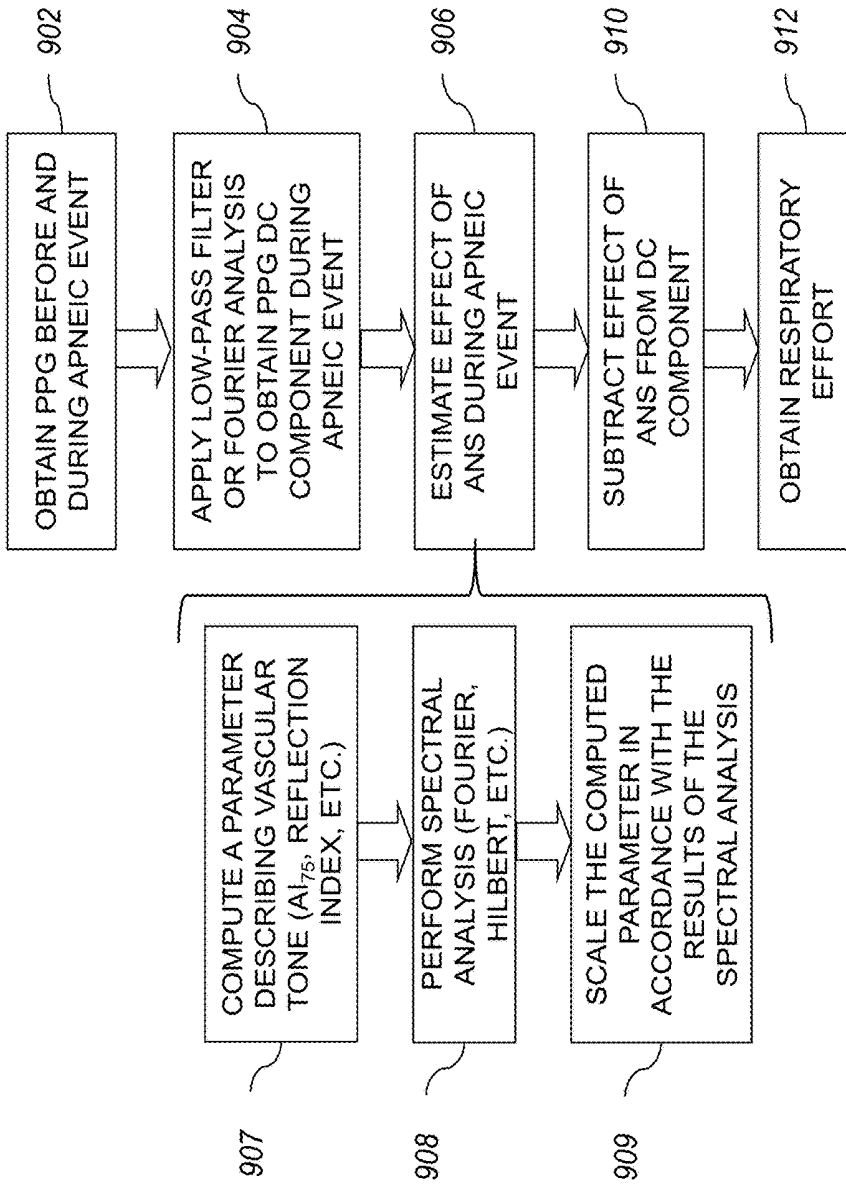 902
OBTAIN PPG BEFORE AND
DURING APNEIC EVENT
904
APPLY LOW-PASS FILTER
OR FOURIER ANALYSIS
TO OBTAIN PPG DC
COMPONENT DURING
APNEIC EVENT
906
ESTIMATE EFFECT OF
ANS DURING APNEIC
EVENT
907
COMPUTE A PARAMETER
DESCRIBING VASCULAR
TONE (AI75, REFLECTION
INDEX, ETC.)
908
PERFORM SPECTRAL
ANALYSIS (FOURIER,
HILBERT, ETC.)
909
SCALE THE COMPUTED
PARAMETER IN
ACCORDANCE WITH THE
RESULTS OF THE
SPECTRAL ANALYSIS
910
SUBTRACT EFFECT OF
ANS FROM DC
COMPONENT
912
OBTAIN RESPIRATORY
EFFORT